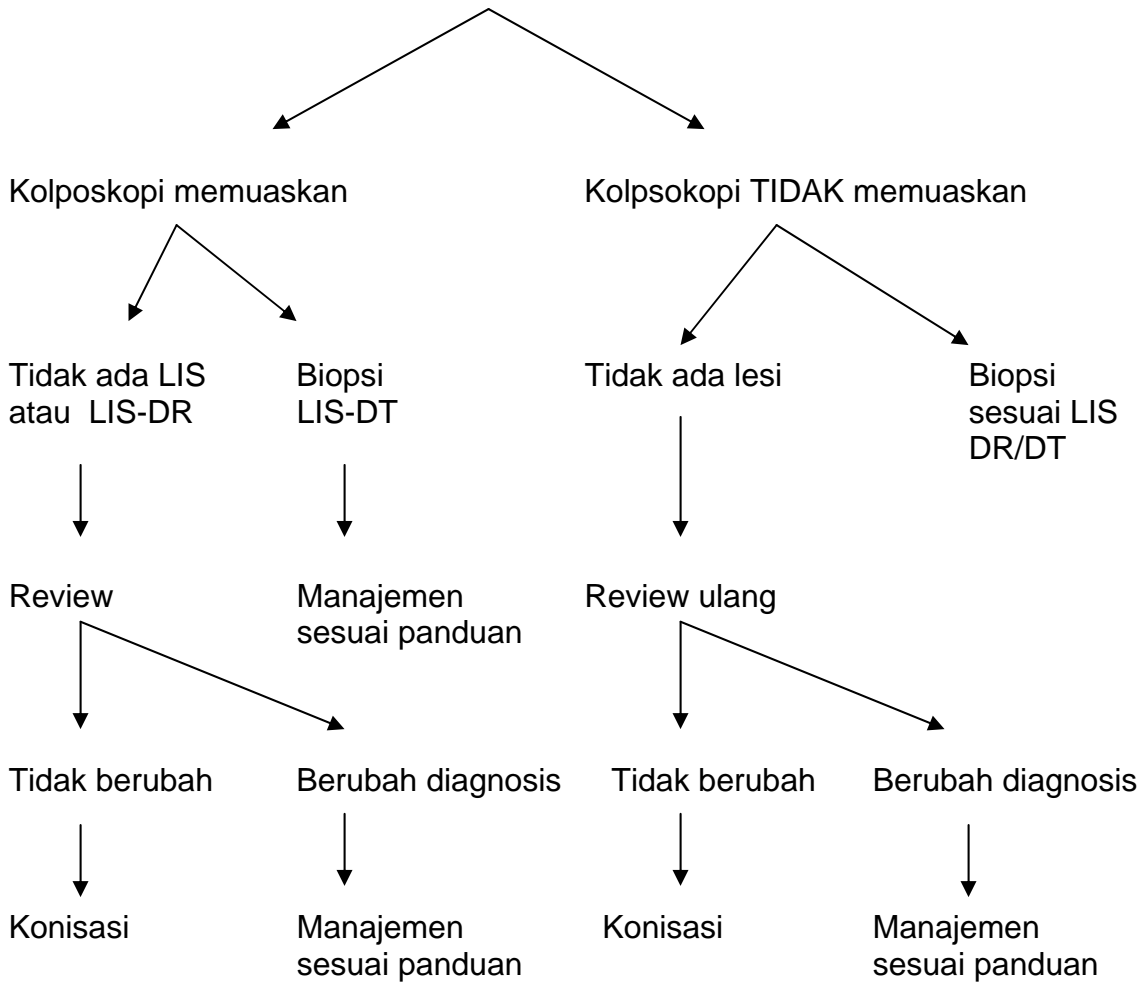 Kolposkopi memuaskan
Kolpsokopi TIDAK memuaskan
Tidak ada LIS
atau LIS-DR
Biopsi
LIS-DT
Tidak ada lesi
Biopsi
sesuai LIS
DR/DT
Review
Manajemen
sesuai panduan
Review ulang
Tidak berubah
Berubah diagnosis
Tidak berubah
Berubah diagnosis
Konisasi
Manajemen
sesuai panduan
Konisasi
Manajemen
sesuai panduan